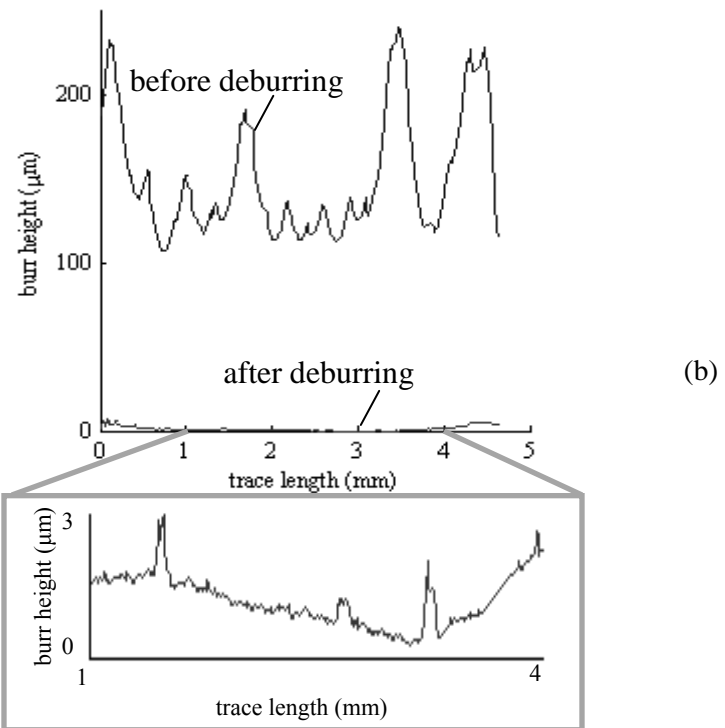 200
before deburring
burr height (μm)
100
after deburring
(b)
0
0 1 2 3 4 5
trace length (mm)
3
burr height (μm)
0
1 4
trace length (mm)